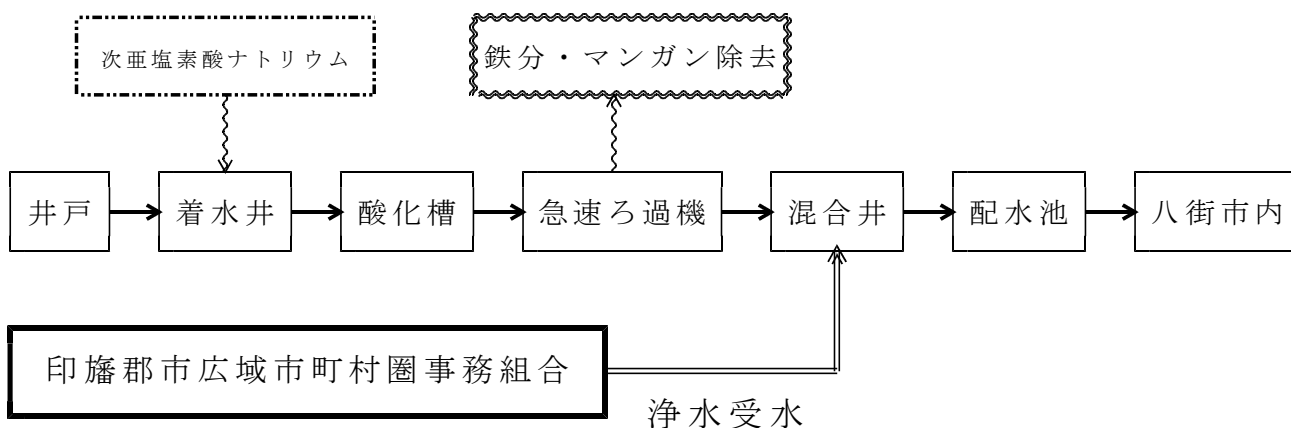 次亜塩素酸ナトリウム
鉄分・マンガン除去
井戸
着水井
酸化槽
急速ろ過機
混合井
配水池
八街市内
印旛郡市広域市町村圏事務組合
浄水受水